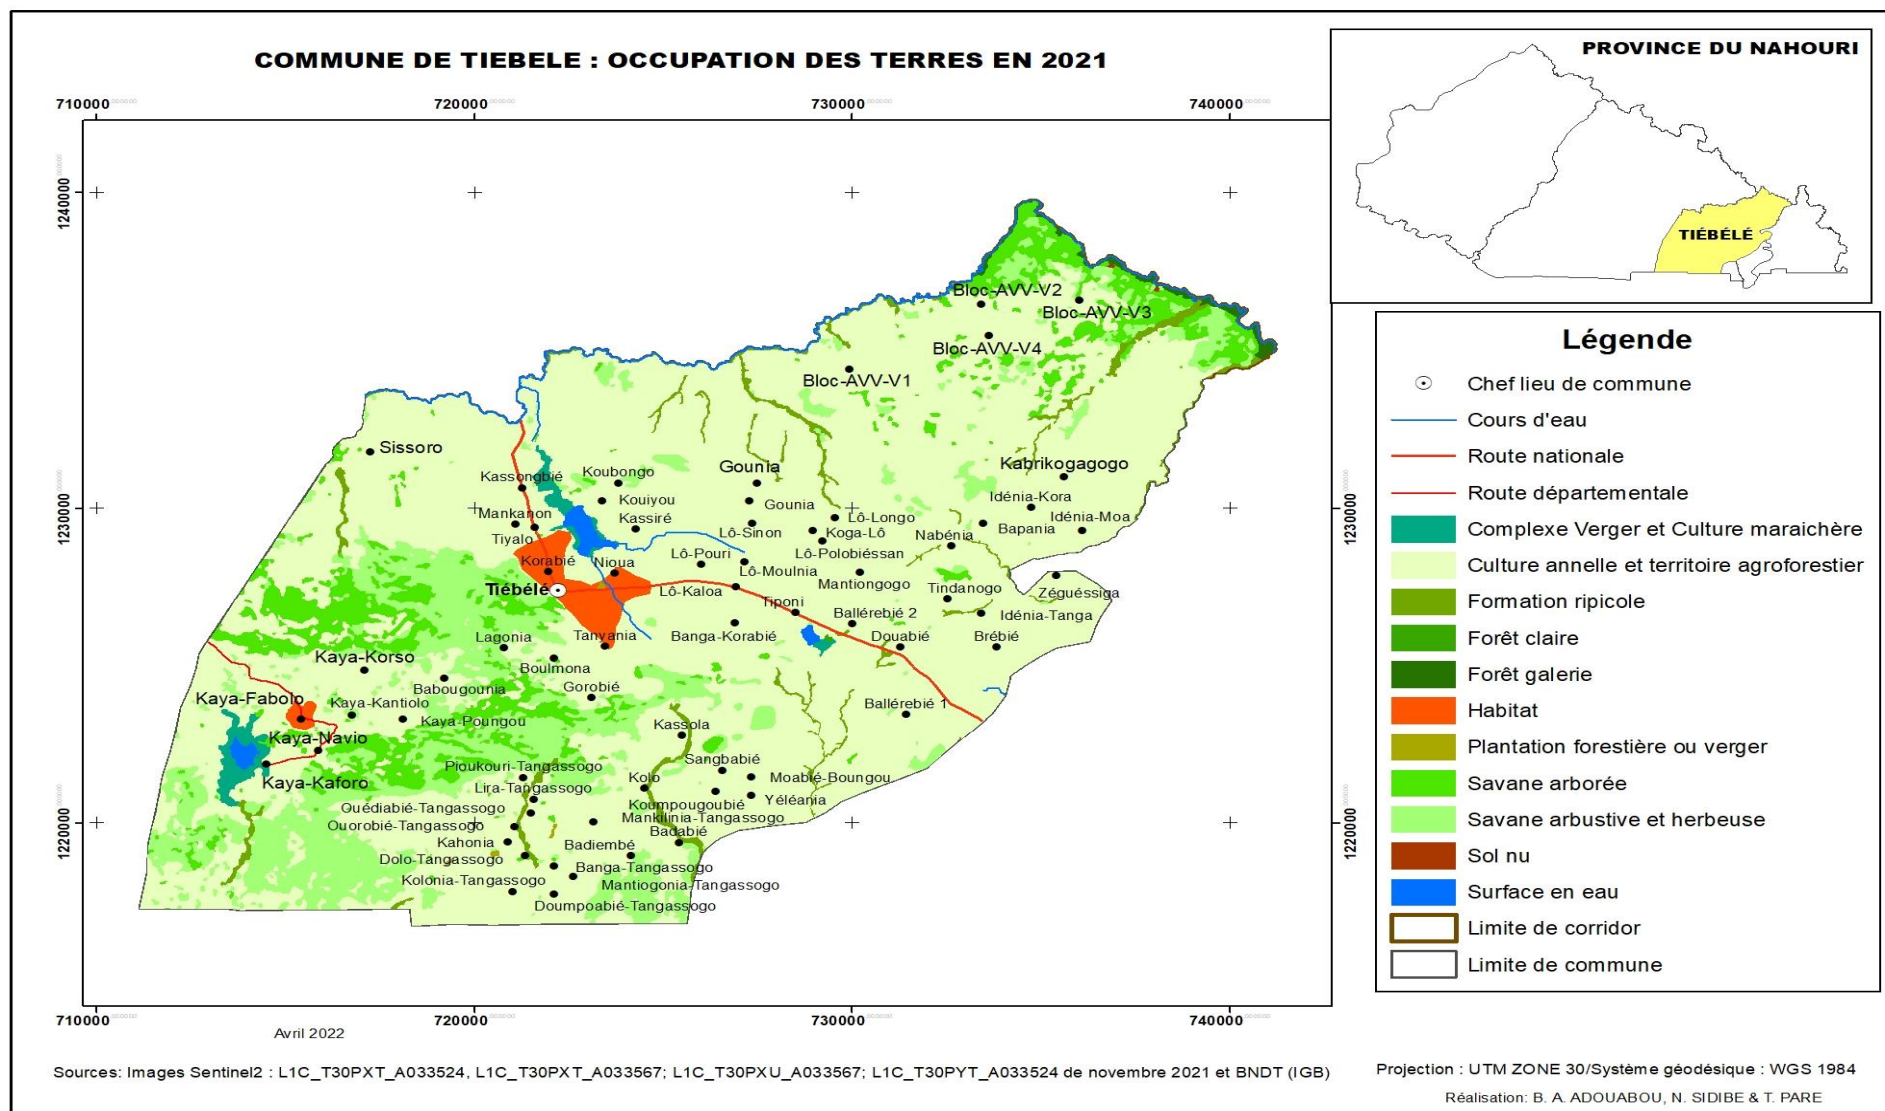 COMMUNE DE TIEBELE : OCCUPATION DES TERRES EN 2021
PROVINCE DU NAHOURI
TIÉBÉLÉ
710000 720000 730000 740000
1240000
1230000
1220000
1240000
1230000
1220000
Bloc-AVV-V2
Bloc-AVV-V3
Bloc-AVV-V4
Bloc-AVV-V1
Sissoro
Kassongbié
Koubongo
Gounia
Kabrikogagogo
Kouiyou
Gounia
Idénia-Kora
Mankanon
Kassiré
Lô-Sinon
Lô-Longo
Koga-Lô
Bapania
Idénia-Moa
Tiyalo
Nabénia
Korabié
Nioua
Lô-Pouri
Lô-Polobiéssan
Lô-Moulnia
Mantiongogo
Tiébélé
Lô-Kaloa
Tindanogo
Zéguéssiga
Tiponi
Ballérebié 2
Idénia-Tanga
Lagonia
Tanyania
Banga-Korabié
Douabié
Brébié
Kaya-Korso
Boulmona
Babougounia
Gorobié
Kaya-Fabolo
Kaya-Kantiolo
Kaya-Poungou
Ballérebié 1
Kassola
Kaya-Navio
Sangbabié
Pioukouri-Tangassogo
Kolo
Moabié-Boungou
Kaya-Kaforo
Lira-Tangassogo
Yéléania
Ouédiabié-Tangassogo
Koumpougoubié
Mankilinia-Tangassogo
Ouorobié-Tangassogo
Badabié
Kahonia
Badiembé
Dolo-Tangassogo
Banga-Tangassogo
Kolonia-Tangassogo
Mantiogonia-Tangassogo
Doumpoabié-Tangassogo
710000 720000 730000 740000
Légende
Chef lieu de commune
Cours d'eau
Route nationale
Route départementale
Complexe Verger et Culture maraichère
Culture annelle et territoire agroforestier
Formation ripicole
Forêt claire
Forêt galerie
Habitat
Plantation forestière ou verger
Savane arborée
Savane arbustive et herbeuse
Sol nu
Surface en eau
Limite de corridor
Limite de commune
Avril 2022
Sources: Images Sentinel2 : L1C_T30PXT_A033524, L1C_T30PXT_A033567; L1C_T30PXU_A033567; L1C_T30PYT_A033524 de novembre 2021 et BNDT (IGB)
Projection : UTM ZONE 30/Système géodésique : WGS 1984
Réalisation: B. A. ADOUABOU, N. SIDIBE & T. PARE